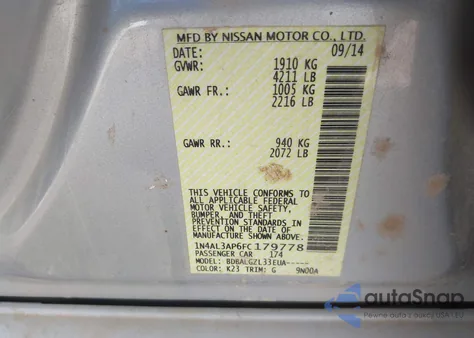 MFD BY NISSAN MOTOR CO., LTD.
DATE: 09/14
GVWR: 1910 KG
4211 LB
GAWR FR.: 1005 KG
2216 LB
GAWR RR.: 940 KG
2072 LB
THIS VEHICLE CONFORMS TO
ALL APPLICABLE FEDERAL
MOTOR VEHICLE SAFETY,
BUMPER, AND THEFT
PREVENTION STANDARDS IN
EFFECT ON THE DATE OF
MANUFACTURE SHOWN ABOVE.
1N4AL3AP6FC179778
PASSENGER CAR 174
MODEL: BDBALGZL33EUA-----
COLOR: K23 TRIM: G 9N00A
autoSnap